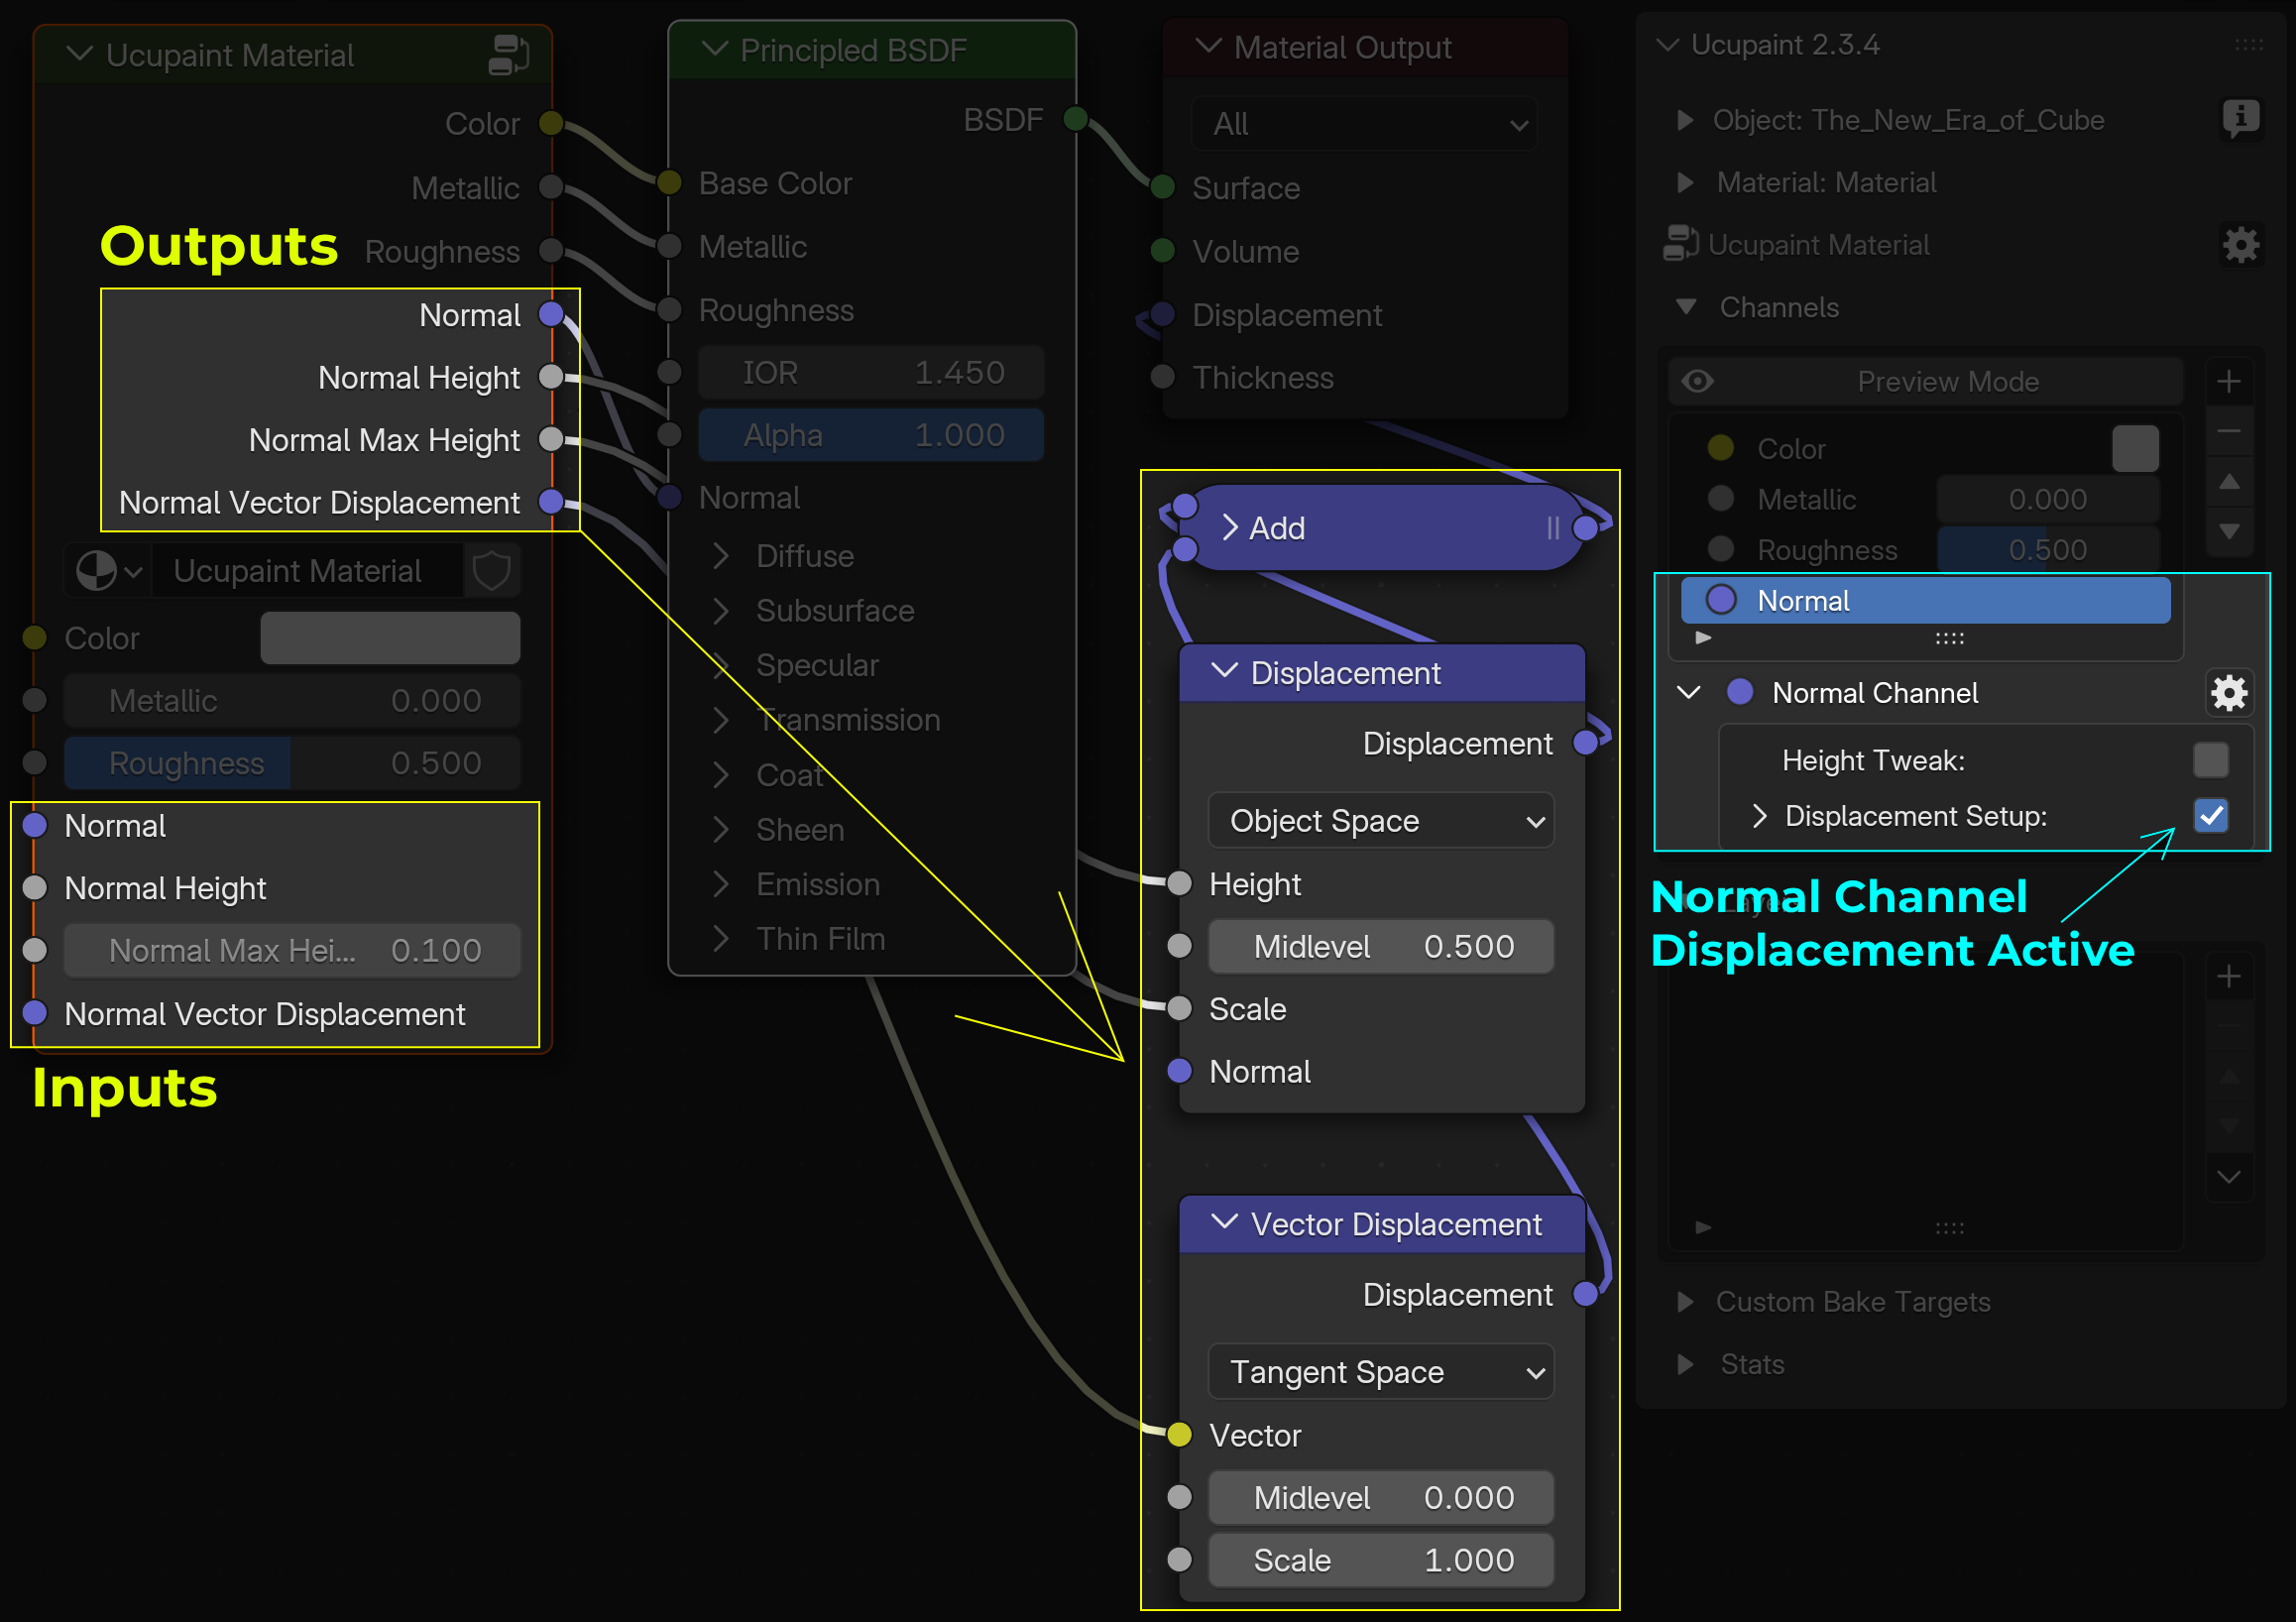 Ucupaint Material
Color
Metallic
Roughness
Outputs
Normal
Normal Height
Normal Max Height
Normal Vector Displacement
Ucupaint Material
Color
Metallic 0.000
Roughness 0.500
Normal
Normal Height
Normal Max Hei... 0.100
Normal Vector Displacement
Inputs
Principled BSDF
BSDF
Base Color
Metallic
Roughness
IOR 1.450
Alpha 1.000
Normal
Diffuse
Subsurface
Specular
Transmission
Coat
Sheen
Emission
Thin Film
Material Output
All
Surface
Volume
Displacement
Thickness
Add
Displacement
Displacement
Object Space
Height
Midlevel 0.500
Scale
Normal
Vector Displacement
Displacement
Tangent Space
Vector
Midlevel 0.000
Scale 1.000
Ucupaint 2.3.4
Object: The_New_Era_of_Cube
Material: Material
Ucupaint Material
Channels
Preview Mode
Color
Metallic 0.000
Roughness 0.500
Normal
Normal Channel
Height Tweak:
Displacement Setup:
Normal Channel
Displacement Active
Custom Bake Targets
Stats